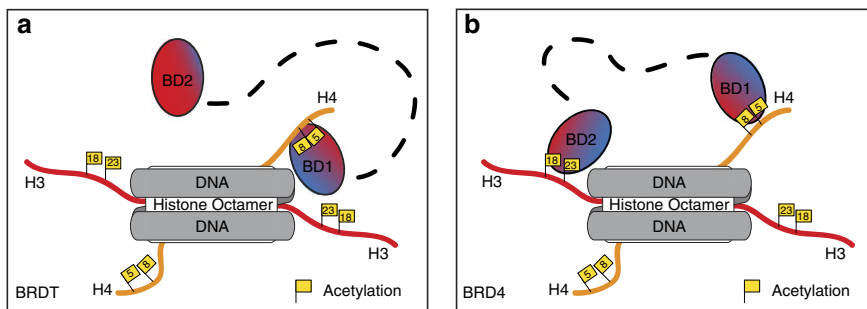 a
BD2
H4
8 5
BD1
18 23
H3
DNA
Histone Octamer
DNA
23 18
H3
5 8
H4
BRDT
Acetylation
b
BD1
8 5
H4
BD2
18 23
H3
DNA
Histone Octamer
DNA
23 18
H3
5 8
H4
BRD4
Acetylation